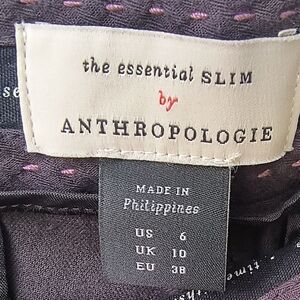 the essential SLIM
by
ANTHROPOLOGIE
MADE IN
Philippines
US 6
UK 10
EU 38